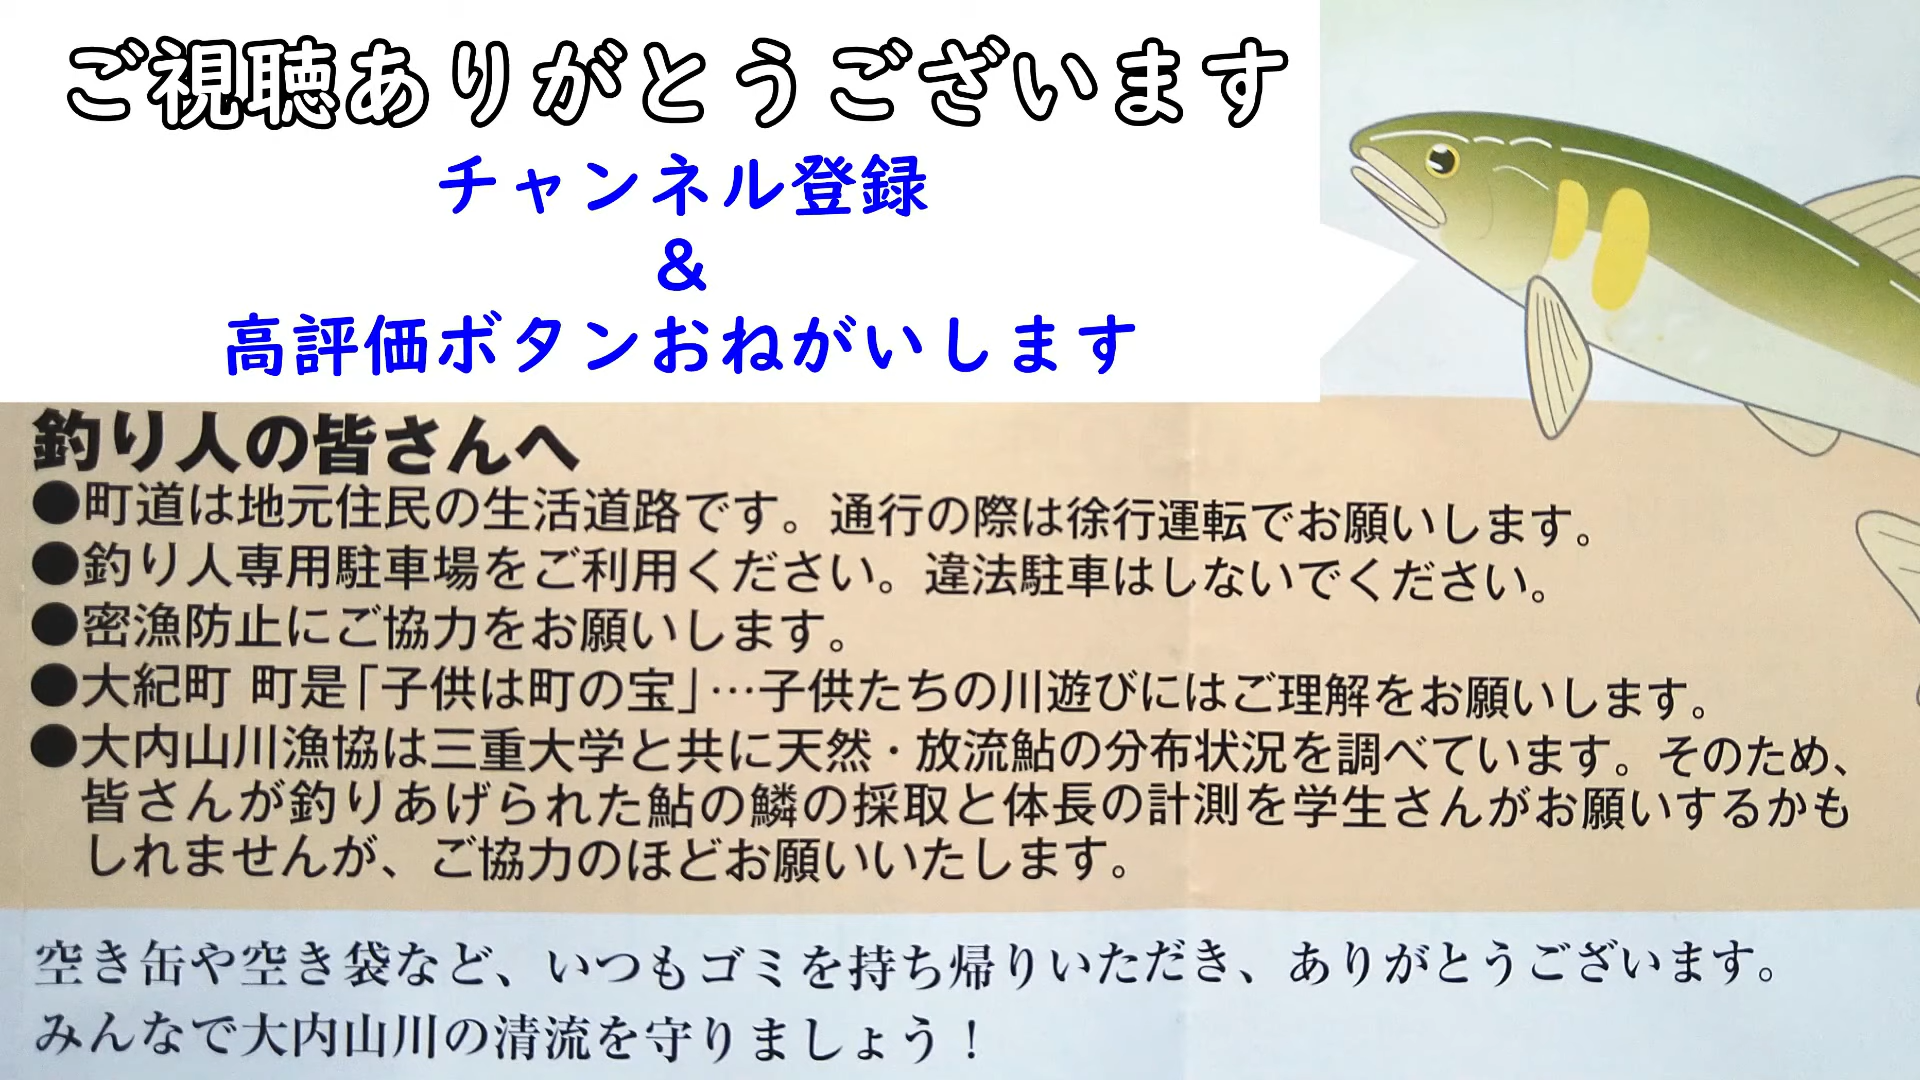 ご視聴ありがとうございます
チャンネル登録
&
高評価ボタンおねがいします
釣り人の皆さんへ
●町道は地元住民の生活道路です。通行の際は徐行運転でお願いします。
●釣り人専用駐車場をご利用ください。違法駐車はしないでください。
●密漁防止にご協力をお願いします。
●大紀町 町是「子供は町の宝」…子供たちの川遊びにはご理解をお願いします。
●大内山川漁協は三重大学と共に天然・放流鮎の分布状況を調べています。そのため、
皆さんが釣りあげられた鮎の鱗の採取と体長の計測を学生さんがお願いするかも
しれませんが、ご協力のほどお願いいたします。
空き缶や空き袋など、いつもゴミを持ち帰りいただき、ありがとうございます。
みんなで大内山川の清流を守りましょう！